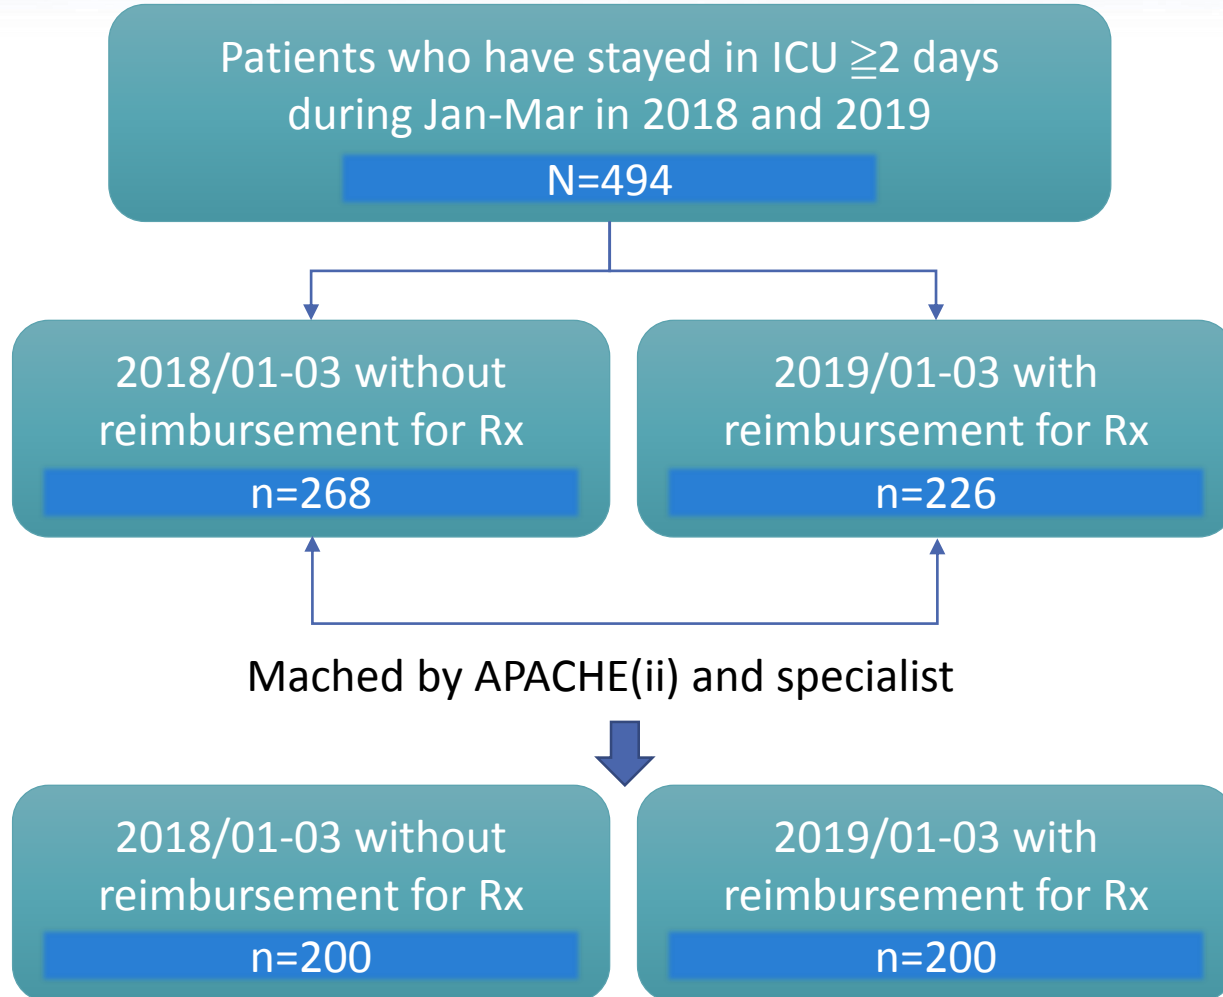 Patients who have stayed in ICU ≧2 days
during Jan-Mar in 2018 and 2019
N=494
2018/01-03 without
reimbursement for Rx
n=268
2019/01-03 with
reimbursement for Rx
n=226
Mached by APACHE(ii) and specialist
2018/01-03 without
reimbursement for Rx
n=200
2019/01-03 with
reimbursement for Rx
n=200